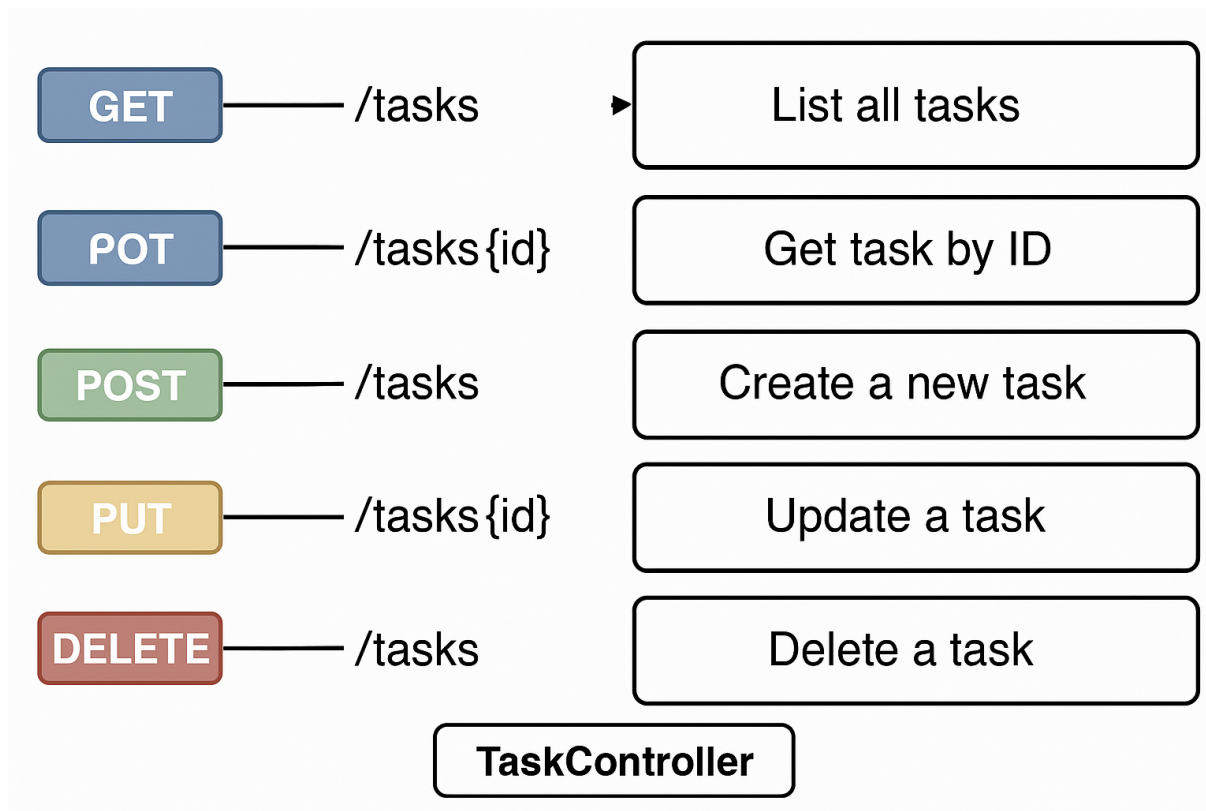 GET /tasks List all tasks
POT /tasks{id} Get task by ID
POST /tasks Create a new task
PUT /tasks{id} Update a task
DELETE /tasks Delete a task
TaskController